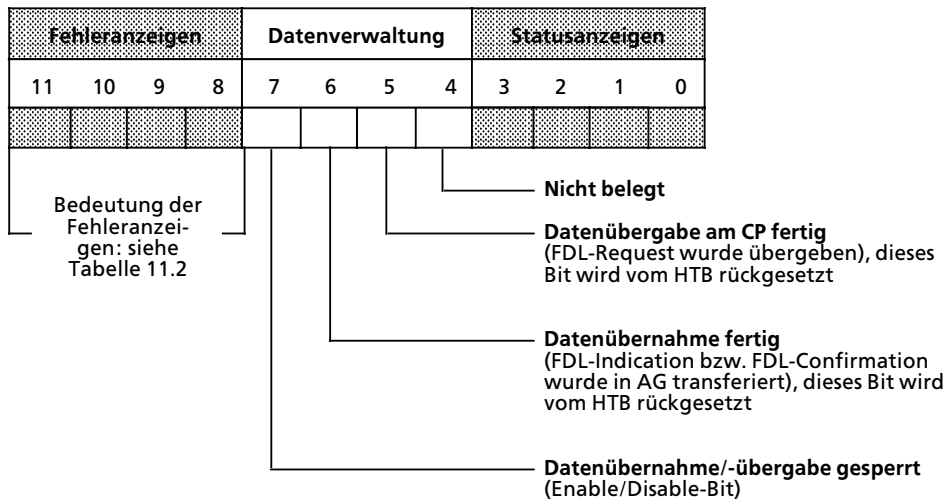 Fehleranzeigen Datenverwaltung Statusanzeigen
11 10 9 8 7 6 5 4 3 2 1 0
Nicht belegt
Bedeutung der
Fehleranzei-
gen: siehe
Tabelle 11.2
Datenübergabe am CP fertig
(FDL-Request wurde übergeben), dieses
Bit wird vom HTB rückgesetzt
Datenübernahme fertig
(FDL-Indication bzw. FDL-Confirmation
wurde in AG transferiert), dieses Bit wird
vom HTB rückgesetzt
Datenübernahme/-übergabe gesperrt
(Enable/Disable-Bit)